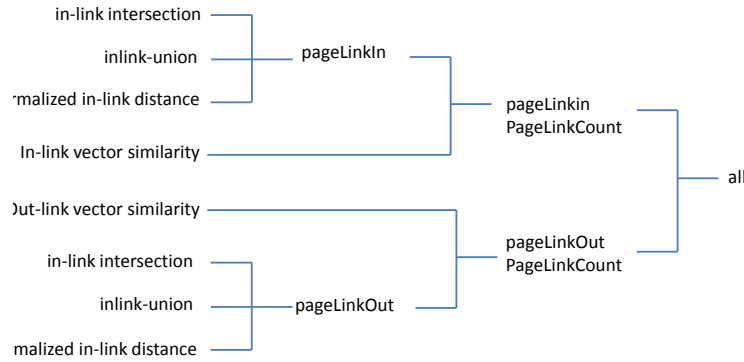 in-link intersection
inlink-union
pageLinkIn
rmalized in-link distance
pageLinkin
PageLinkCount
In-link vector similarity
all
Out-link vector similarity
pageLinkOut
PageLinkCount
in-link intersection
inlink-union
pageLinkOut
malized in-link distance